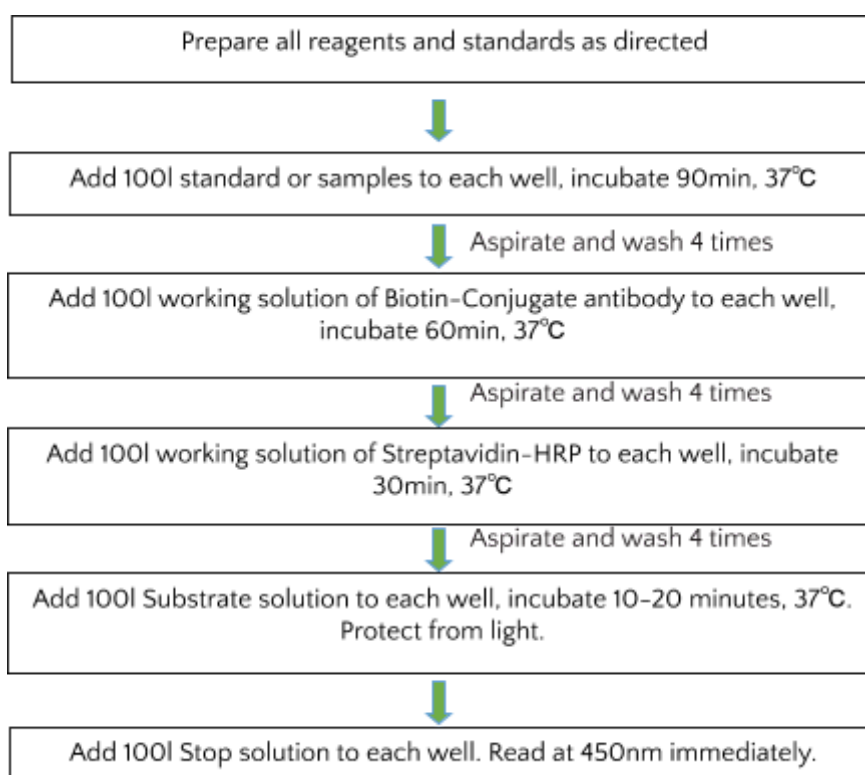 Prepare all reagents and standards as directed
Add 100l standard or samples to each well, incubate 90min, 37℃
Aspirate and wash 4 times
Add 100l working solution of Biotin-Conjugate antibody to each well,
incubate 60min, 37℃
Aspirate and wash 4 times
Add 100l working solution of Streptavidin-HRP to each well, incubate
30min, 37℃
Aspirate and wash 4 times
Add 100l Substrate solution to each well, incubate 10-20 minutes, 37℃.
Protect from light.
Add 100l Stop solution to each well. Read at 450nm immediately.